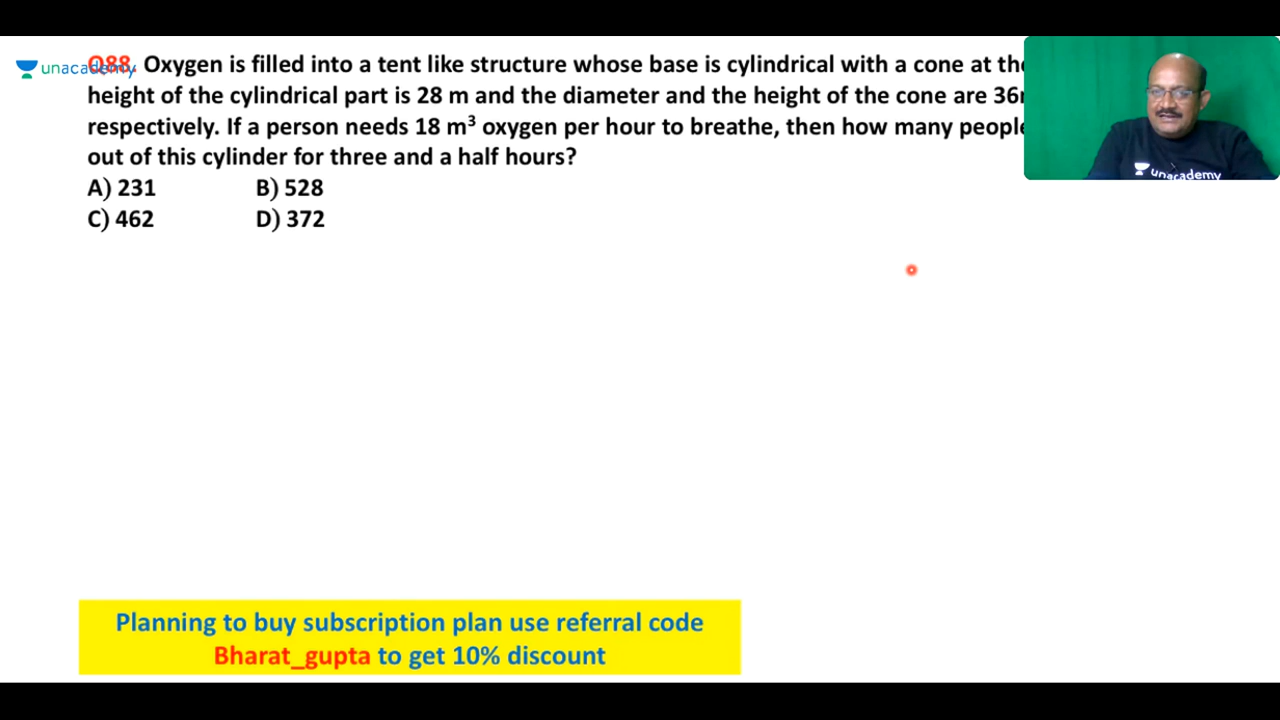 Q88. Oxygen is filled into a tent like structure whose base is cylindrical with a cone at the
height of the cylindrical part is 28 m and the diameter and the height of the cone are 36
respectively. If a person needs 18 m³ oxygen per hour to breathe, then how many people
out of this cylinder for three and a half hours?
A) 231 B) 528
C) 462 D) 372
unacademy
unacademy
Planning to buy subscription plan use referral code
Bharat_gupta to get 10% discount